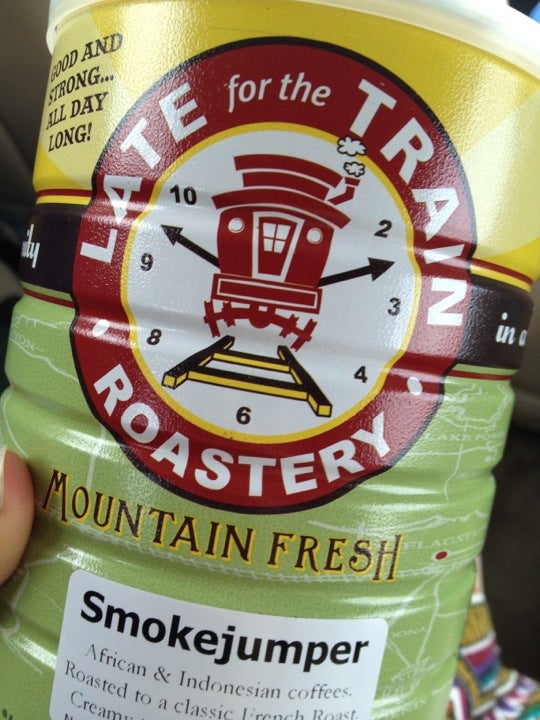 GOOD AND
STRONG...
ALL DAY
LONG!
LATE for the TRAIN
10
2
9
3
8
4
6
in a
ROASTERY
MOUNTAIN FRESH
Smokejumper
African & Indonesian coffees.
Roasted to a classic French Roast.